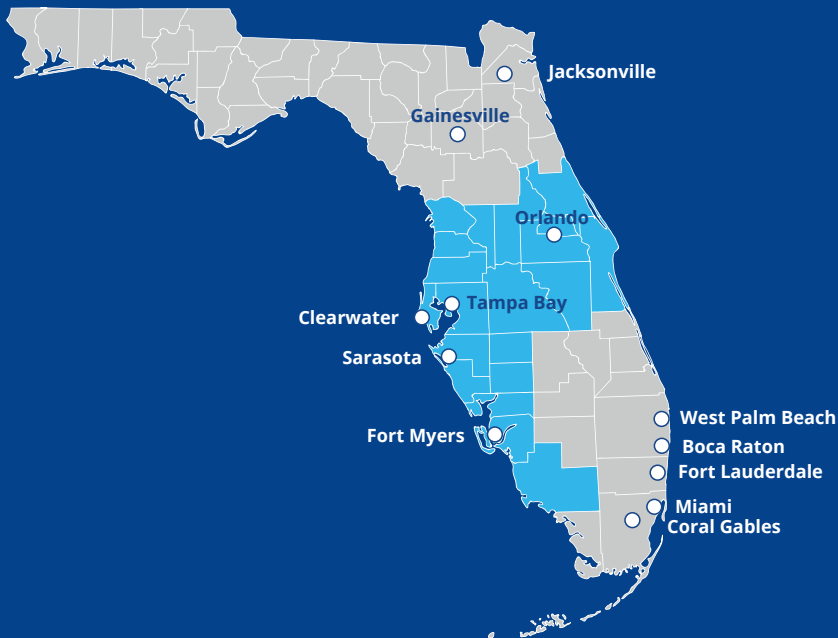 Jacksonville
Gainesville
Orlando
Tampa Bay
Clearwater
Sarasota
Fort Myers
West Palm Beach
Boca Raton
Fort Lauderdale
Miami
Coral Gables